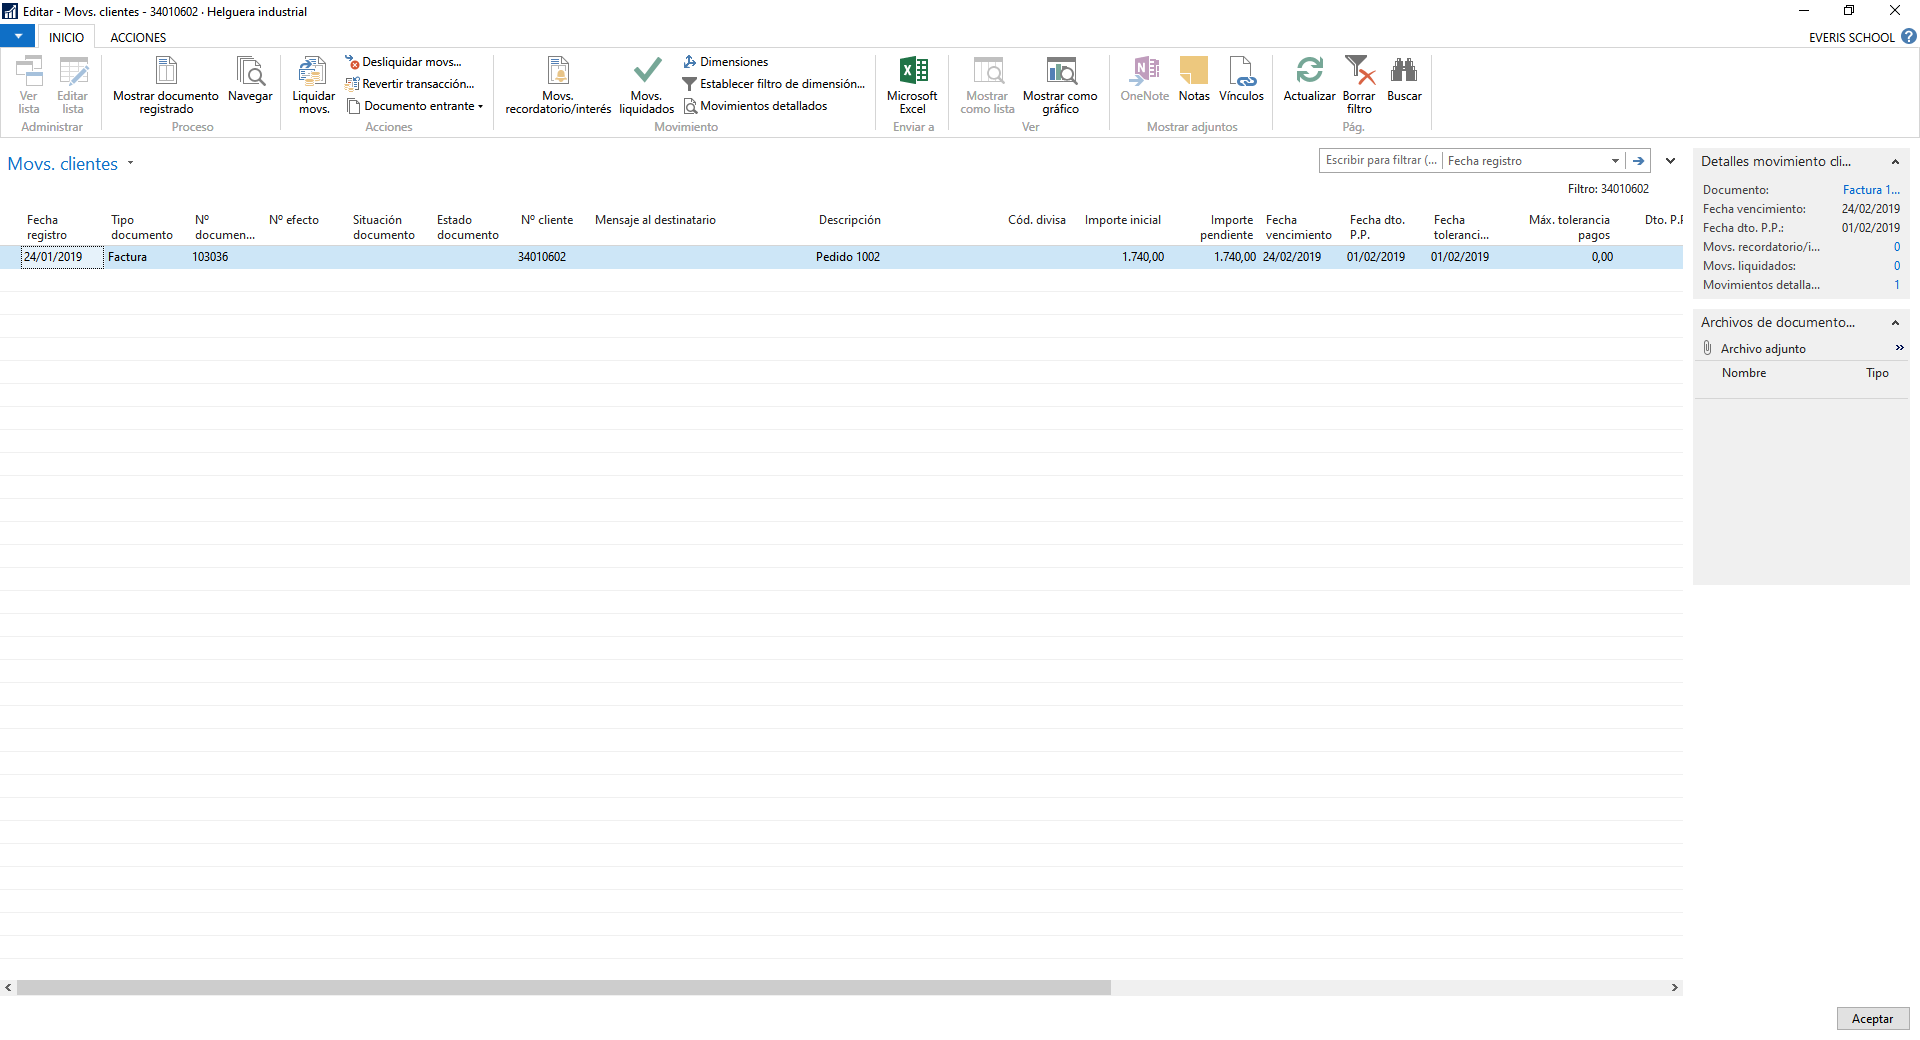 Editar - Movs. clientes - 34010602 · Helguera industrial
INICIO
ACCIONES
EVERIS SCHOOL
Ver lista
Editar lista
Administrar
Mostrar documento registrado
Navegar
Proceso
Liquidar movs.
Desliquidar movs...
Revertir transacción...
Documento entrante
Acciones
Movs. recordatorio/interés
Movs. liquidados
Dimensiones
Establecer filtro de dimensión...
Movimientos detallados
Movimiento
Microsoft Excel
Enviar a
Mostrar como lista
Mostrar como gráfico
Ver
OneNote
Notas
Vínculos
Mostrar adjuntos
Actualizar
Borrar filtro
Buscar
Pág.
Movs. clientes
Escribir para filtrar (...
Fecha registro
Filtro: 34010602
Fecha registro
Tipo documento
Nº documen...
Nº efecto
Situación documento
Estado documento
Nº cliente
Mensaje al destinatario
Descripción
Cód. divisa
Importe inicial
Importe pendiente
Fecha vencimiento
Fecha dto. P.P.
Fecha toleranci...
Máx. tolerancia pagos
Dto. P.P
24/01/2019 Factura 103036 34010602 Pedido 1002 1.740,00 1.740,00 24/02/2019 01/02/2019 01/02/2019 0,00
Detalles movimiento cli...
Documento: Factura 1...
Fecha vencimiento: 24/02/2019
Fecha dto. P.P.: 01/02/2019
Movs. recordatorio/i... 0
Movs. liquidados: 0
Movimientos detalla... 1
Archivos de documento...
Archivo adjunto
Nombre Tipo
Aceptar